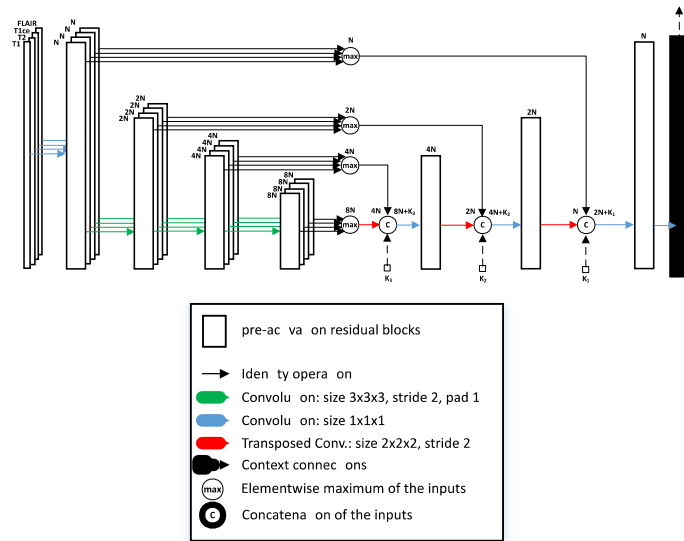 FLAIR
T1ce
T2
T1
N
N
N
N
N
max
2N
2N
2N
2N
2N
max
4N
4N
4N
4N
4N
max
8N
8N
8N
8N
8N
max
4N
C
8N+K₃
K₃
4N
2N
C
4N+K₂
K₂
2N
N
C
2N+K₁
K₁
N
pre-ac va on residual blocks
Iden ty opera on
Convolu on: size 3x3x3, stride 2, pad 1
Convolu on: size 1x1x1
Transposed Conv.: size 2x2x2, stride 2
Context connec ons
max Elementwise maximum of the inputs
C Concatena on of the inputs